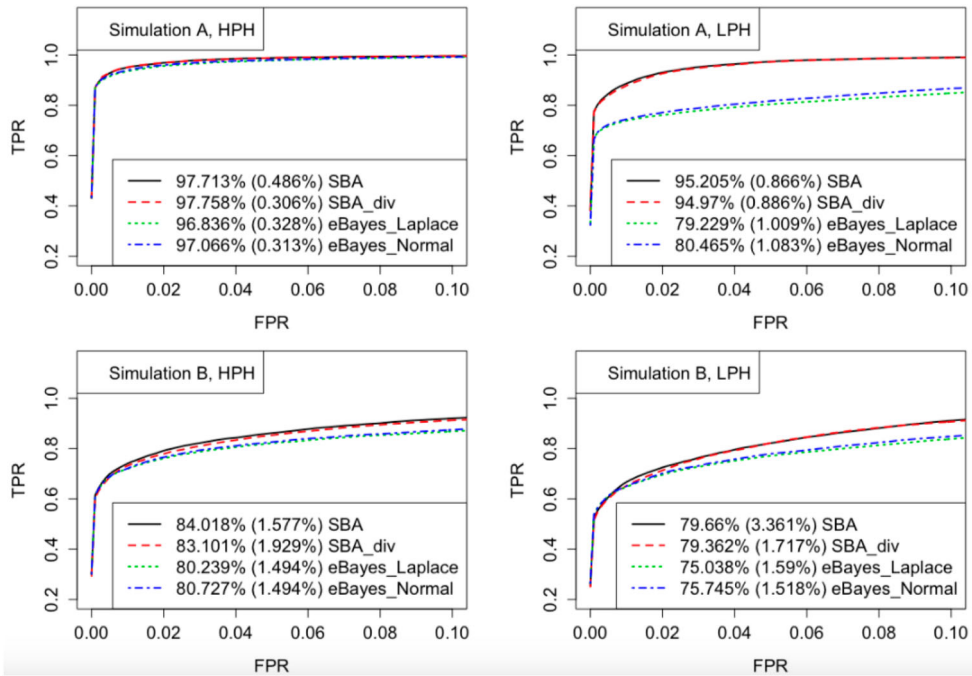 Simulation A, HPH
TPR
1.0
0.8
0.6
0.4
0.2
97.713% (0.486%) SBA
97.758% (0.306%) SBA_div
96.836% (0.328%) eBayes_Laplace
97.066% (0.313%) eBayes_Normal
0.00 0.02 0.04 0.06 0.08 0.10
FPR
Simulation A, LPH
TPR
1.0
0.8
0.6
0.4
0.2
95.205% (0.866%) SBA
94.97% (0.886%) SBA_div
79.229% (1.009%) eBayes_Laplace
80.465% (1.083%) eBayes_Normal
0.00 0.02 0.04 0.06 0.08 0.10
FPR
Simulation B, HPH
TPR
1.0
0.8
0.6
0.4
0.2
84.018% (1.577%) SBA
83.101% (1.929%) SBA_div
80.239% (1.494%) eBayes_Laplace
80.727% (1.494%) eBayes_Normal
0.00 0.02 0.04 0.06 0.08 0.10
FPR
Simulation B, LPH
TPR
1.0
0.8
0.6
0.4
0.2
79.66% (3.361%) SBA
79.362% (1.717%) SBA_div
75.038% (1.59%) eBayes_Laplace
75.745% (1.518%) eBayes_Normal
0.00 0.02 0.04 0.06 0.08 0.10
FPR